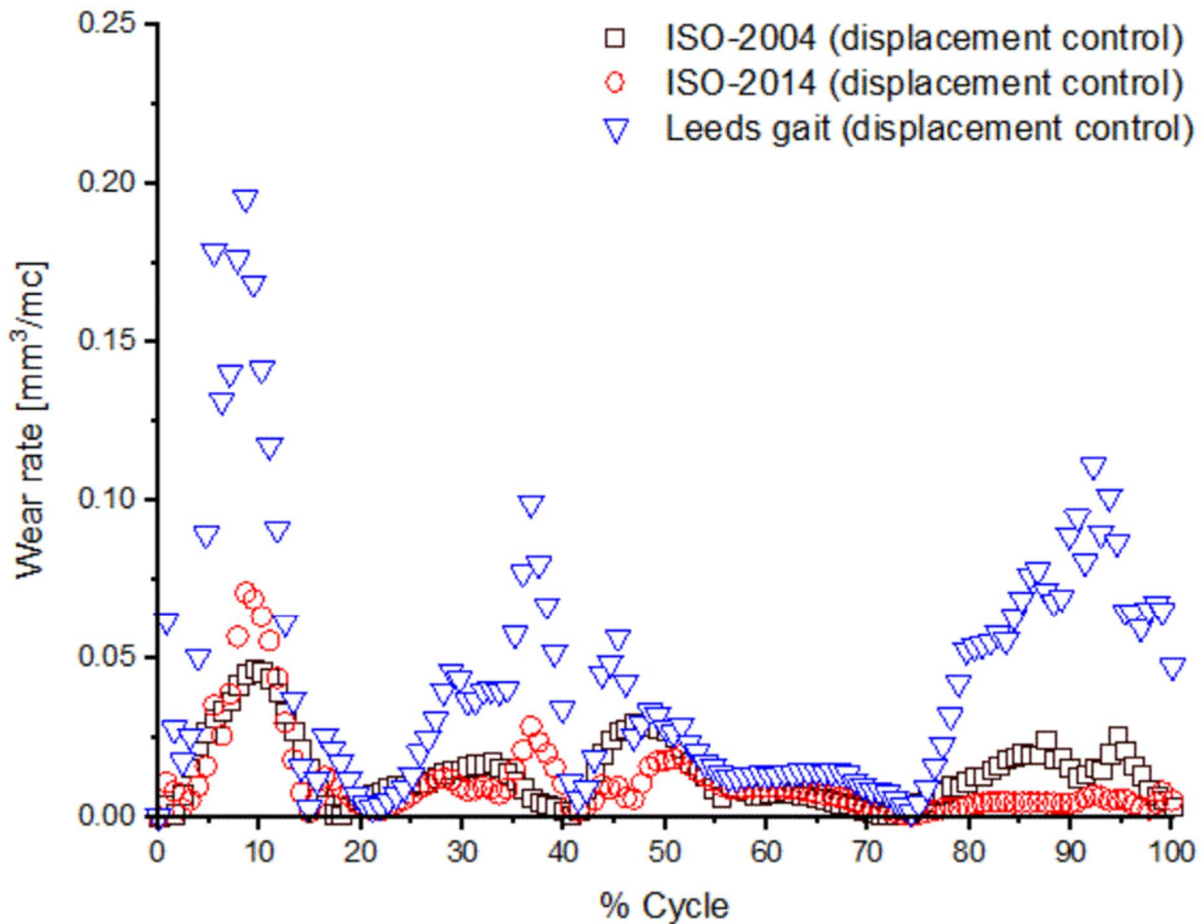 0.25
0.20
0.15
0.10
0.05
0.00
Wear rate [mm³/mc]
ISO-2004 (displacement control)
ISO-2014 (displacement control)
Leeds gait (displacement control)
0 10 20 30 40 50 60 70 80 90 100
% Cycle